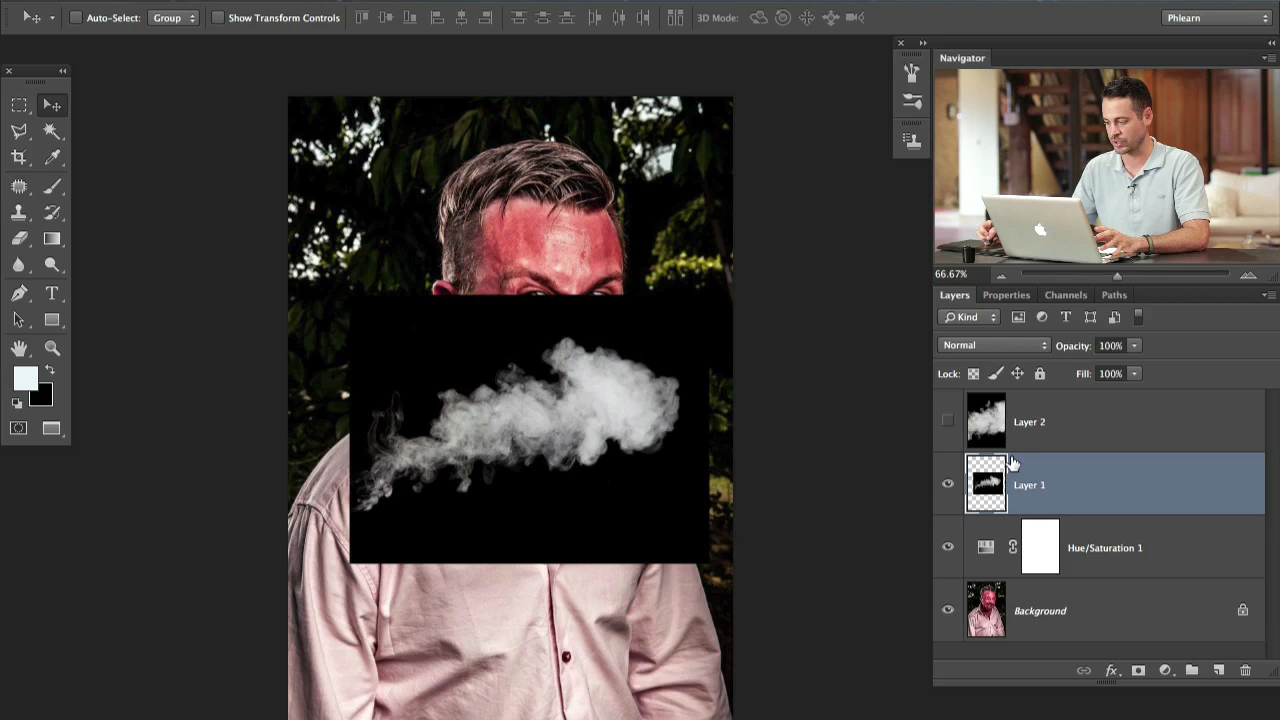 Auto-Select: Group Show Transform Controls 3D Mode: Phlearn
Navigator
66.67%
Layers Properties Channels Paths
Kind
Normal Opacity: 100%
Lock: Fill: 100%
Layer 2
Layer 1
Hue/Saturation 1
Background